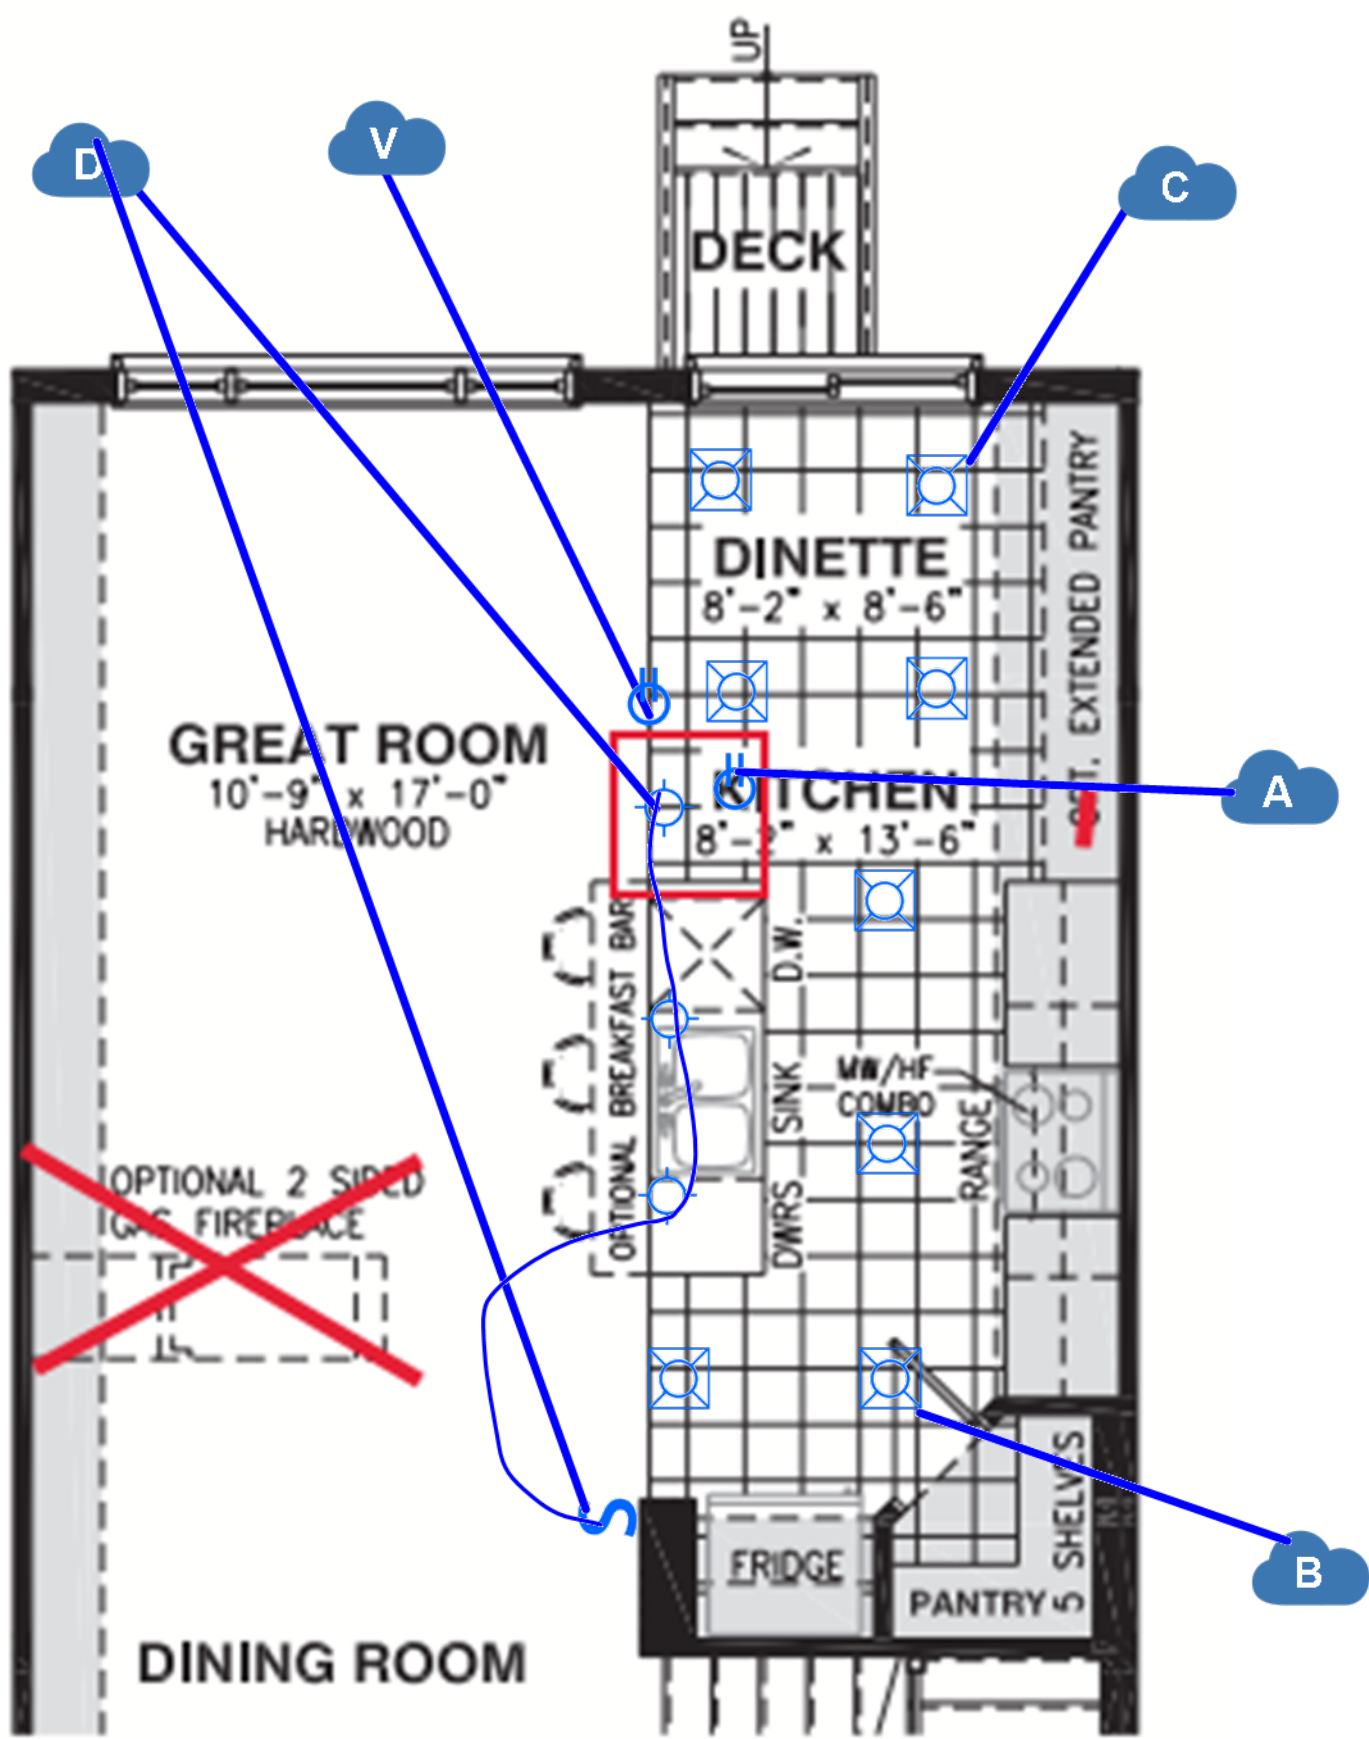 UP
D
V
C
DECK
EXTENDED PANTRY
DINETTE
8'-2" x 8'-6"
GREAT ROOM
10'-9" x 17'-0"
HARDWOOD
KITCHEN
8'-2" x 13'-6"
A
OPTIONAL BREAKFAST BAR
D.W.
SINK
DWRS
MW/HF
COMBO
RANGE
OPTIONAL 2 SIDED
GAS FIREPLACE
S
FRIDGE
PANTRY
5 SHELVES
B
DINING ROOM